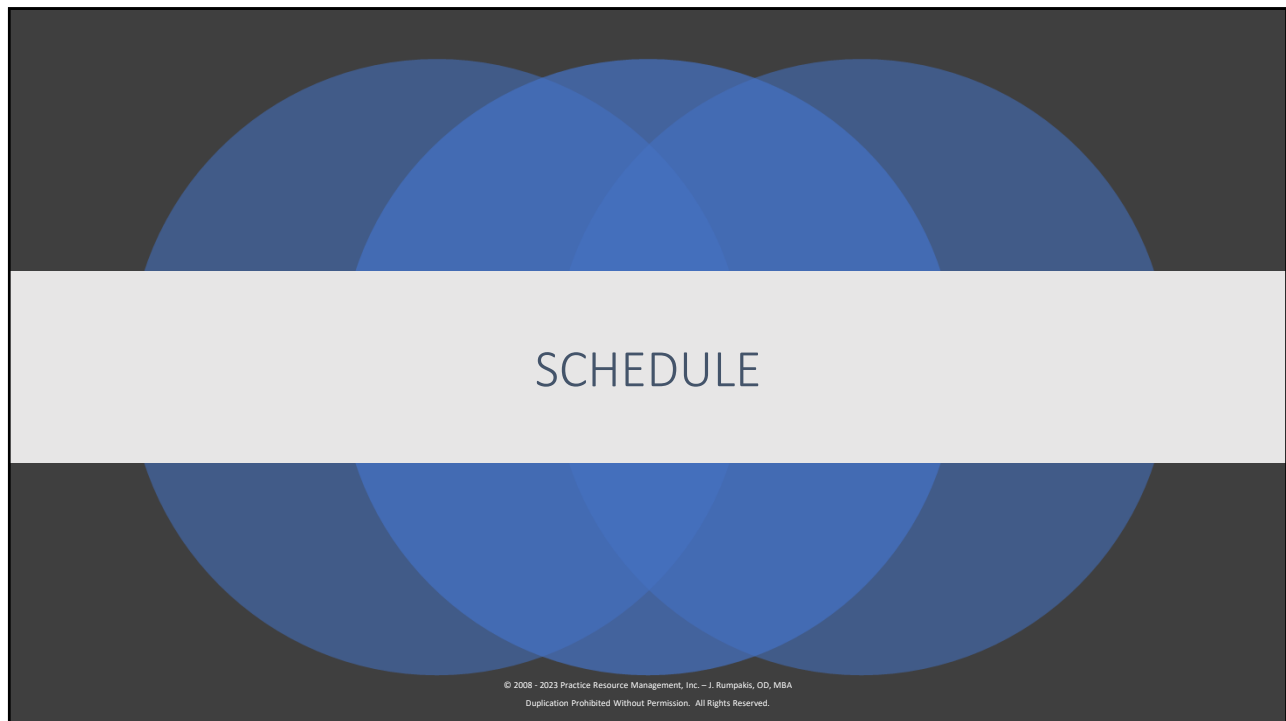 SCHEDULE
© 2008 - 2023 Practice Resource Management, Inc. – J. Rumpakis, OD, MBA
Duplication Prohibited Without Permission.  All Rights Reserved.